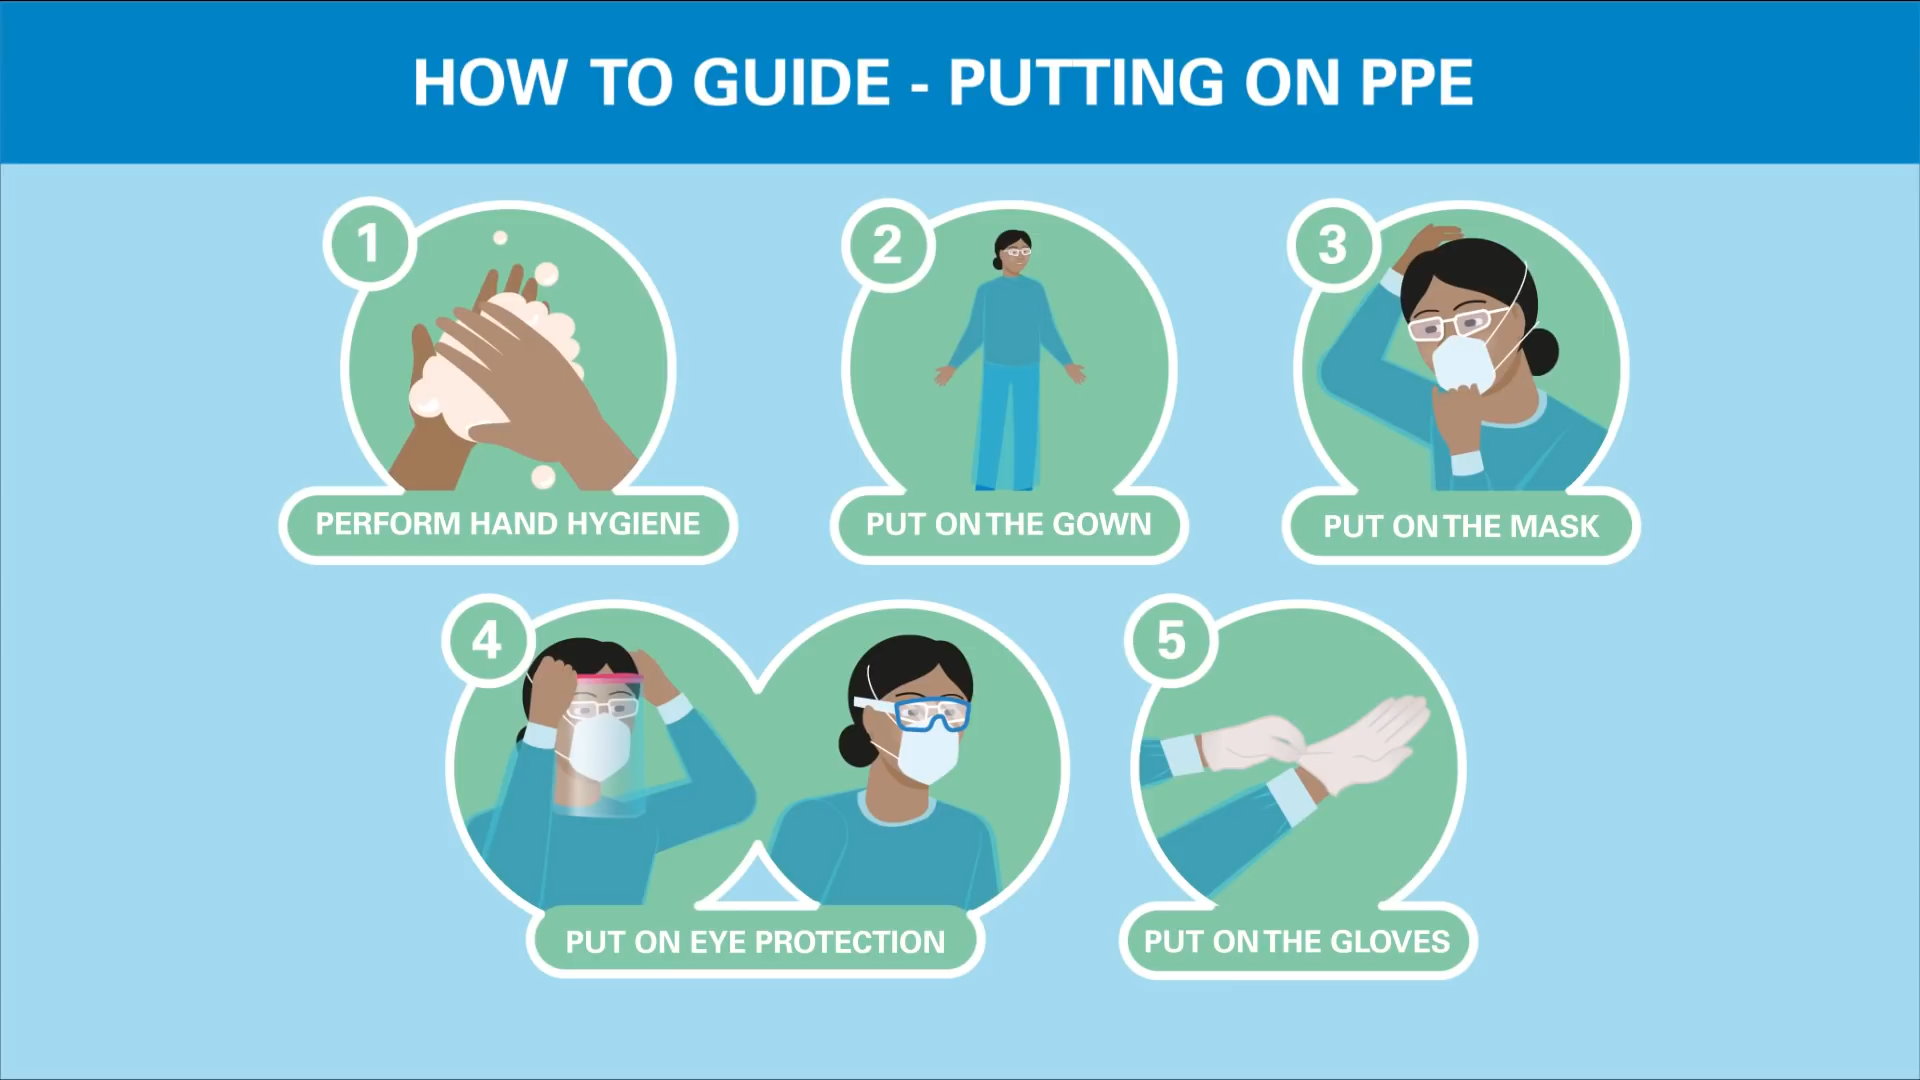 HOW TO GUIDE - PUTTING ON PPE
1
PERFORM HAND HYGIENE
2
PUT ON THE GOWN
3
PUT ON THE MASK
4
PUT ON EYE PROTECTION
5
PUT ON THE GLOVES